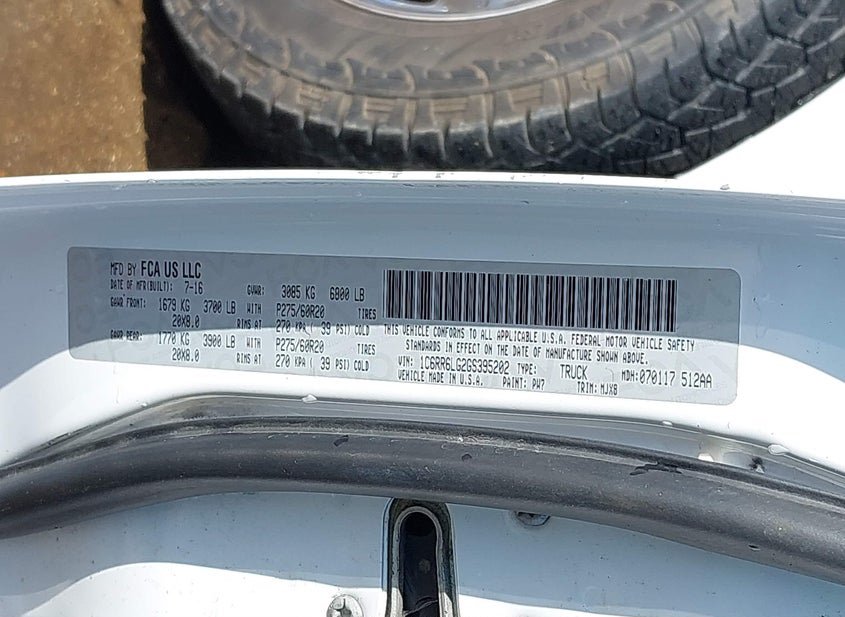 MFD BY FCA US LLC
DATE OF MFR(BUILT): 7-16 GVWR: 3085 KG 6800 LB
GAWR FRONT: 1679 KG 3700 LB WITH P275/60R20 TIRES
20X8.0 RIMS AT 270 KPA( 39 PSI) COLD
GAWR REAR: 1770 KG 3900 LB WITH P275/60R20 TIRES
20X8.0 RIMS AT 270 KPA( 39 PSI) COLD
THIS VEHICLE CONFORMS TO ALL APPLICABLE U.S.A. FEDERAL MOTOR VEHICLE SAFETY
STANDARDS IN EFFECT ON THE DATE OF MANUFACTURE SHOWN ABOVE.
VIN: 1C6RR6LG2GS395202 TYPE: TRUCK MDH: 070117 512AA
VEHICLE MADE IN U.S.A. PAINT: PW7 TRIM: MJX8